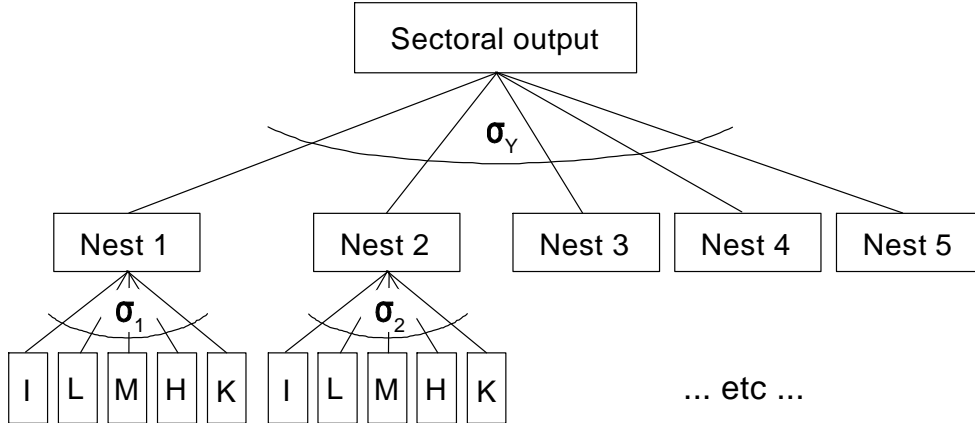 Sectoral output
σY
Nest 1 Nest 2 Nest 3 Nest 4 Nest 5
σ1 σ2
I L M H K I L M H K ... etc ...